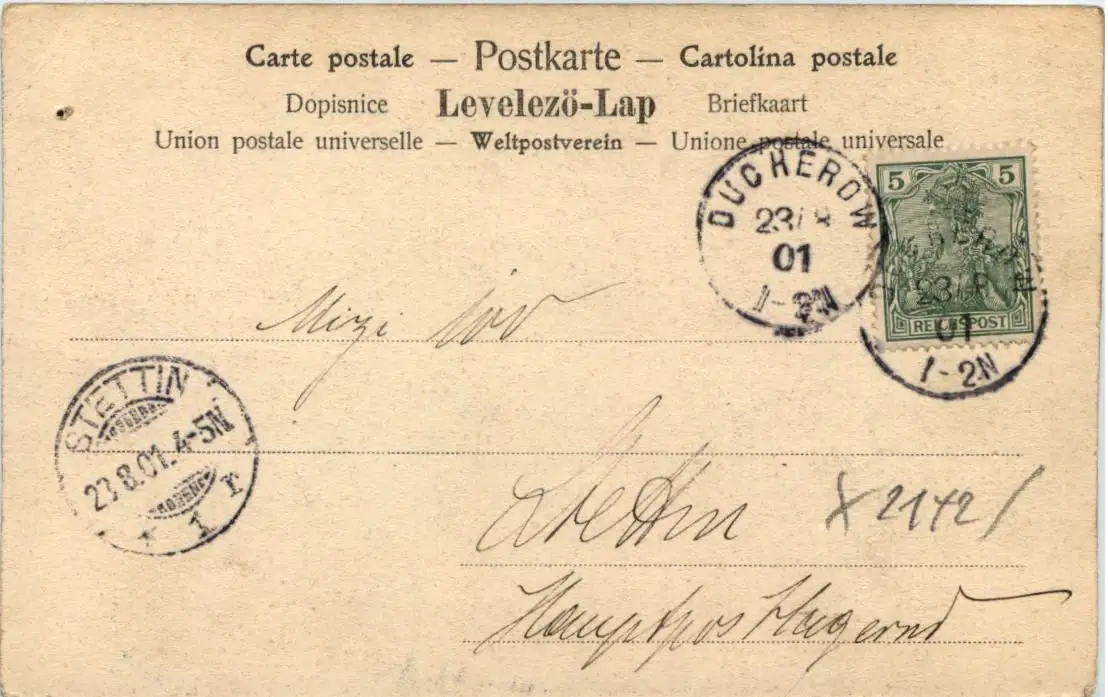 Carte postale — Postkarte — Cartolina postale
Dopisnice Levelező-Lap Briefkaart
Union postale universelle — Weltpostverein — Unione postale universale
DUCHEROW
23/8
01
1-2N
5 5
REICHSPOST
23/8
01
1-2N
Mizi
STETTIN
23.8.01. 4-5N
1 r
Stettin
X 2142 /
Hauptpostlagernd